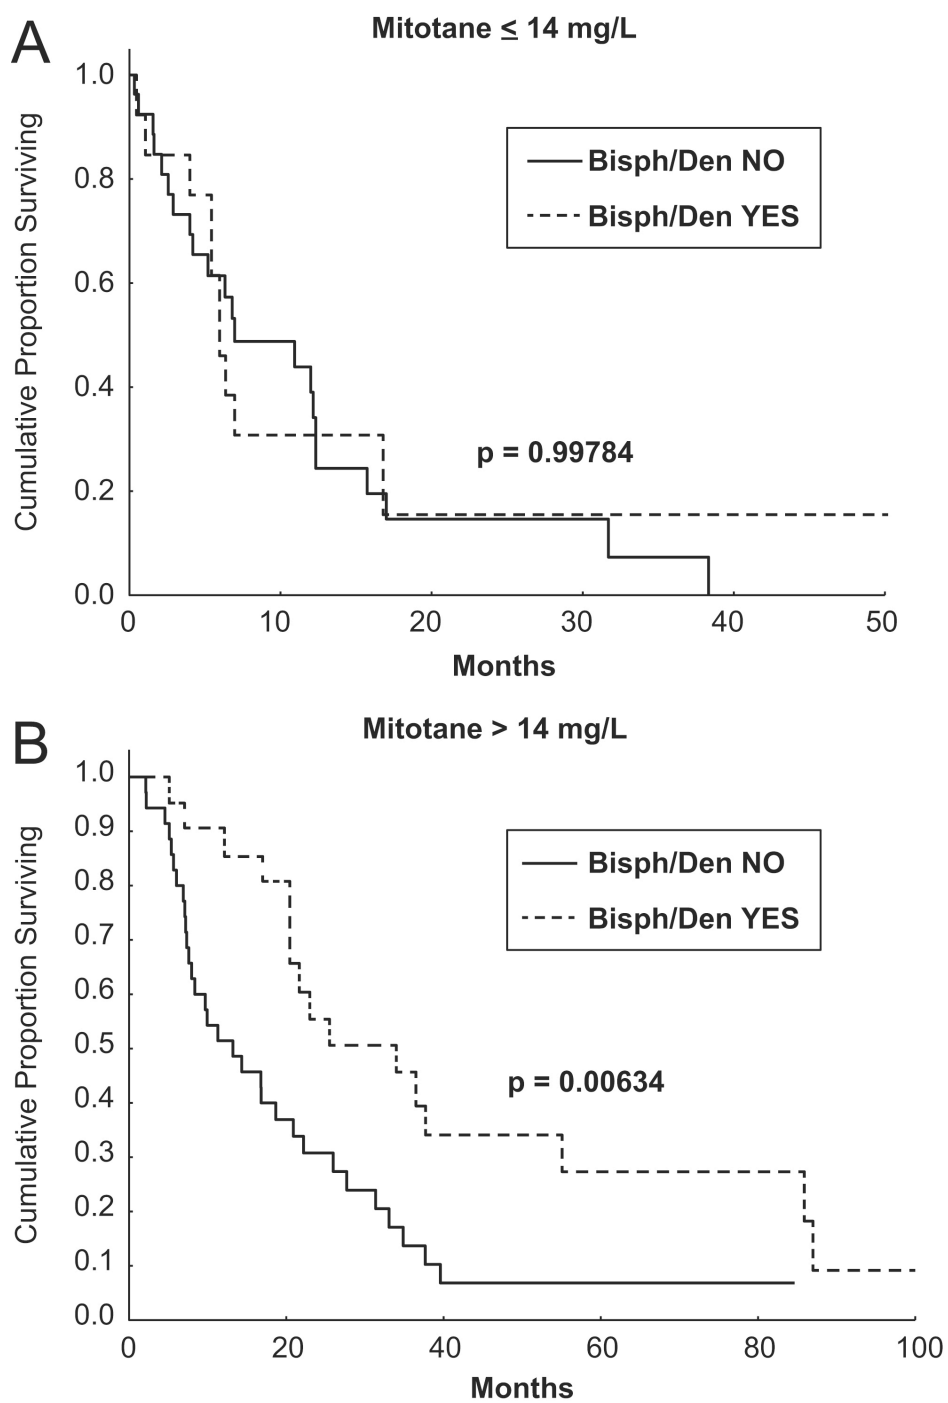 A
Mitotane ≤ 14 mg/L
Cumulative Proportion Surviving
1.0
0.8
0.6
0.4
0.2
0.0
Bisph/Den NO
Bisph/Den YES
p = 0.99784
0 10 20 30 40 50
Months
B
Mitotane > 14 mg/L
Cumulative Proportion Surviving
1.0
0.9
0.8
0.7
0.6
0.5
0.4
0.3
0.2
0.1
0.0
Bisph/Den NO
Bisph/Den YES
p = 0.00634
0 20 40 60 80 100
Months